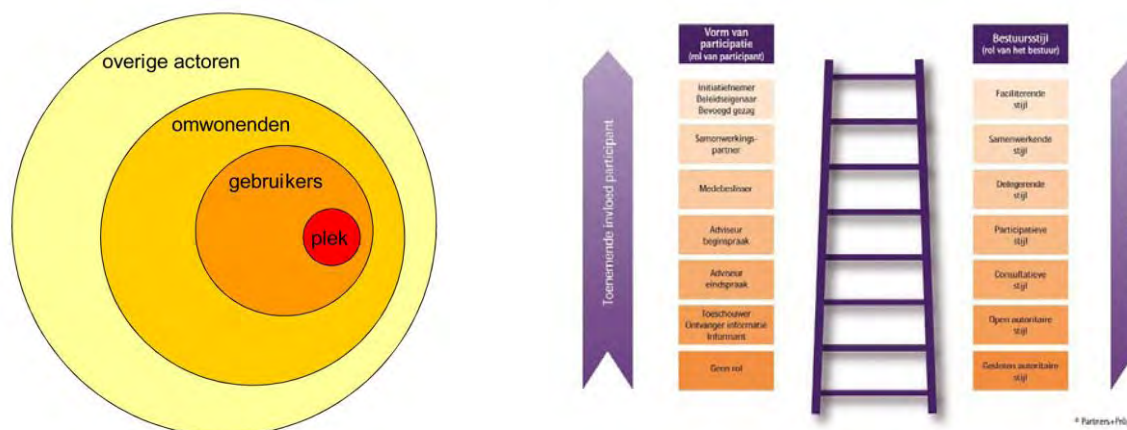 overige actoren
omwonenden
gebruikers
plek
Toenemende invloed participant
Vorm van
participatie
(rol van participant)
Initiatiefnemer
Beleidseigenaar
Bevoegd gezag
Samenwerkings-
partner
Medebeslisser
Adviseur
beginspraak
Adviseur
eindspraak
Toeschouwer
Ontvanger informatie
Informant
Geen rol
Bestuursstijl
(rol van het bestuur)
Faciliterende
stijl
Samenwerkende
stijl
Delegerende
stijl
Participatieve
stijl
Consultatieve
stijl
Open autoritaire
stijl
Gesloten autoritaire
stijl